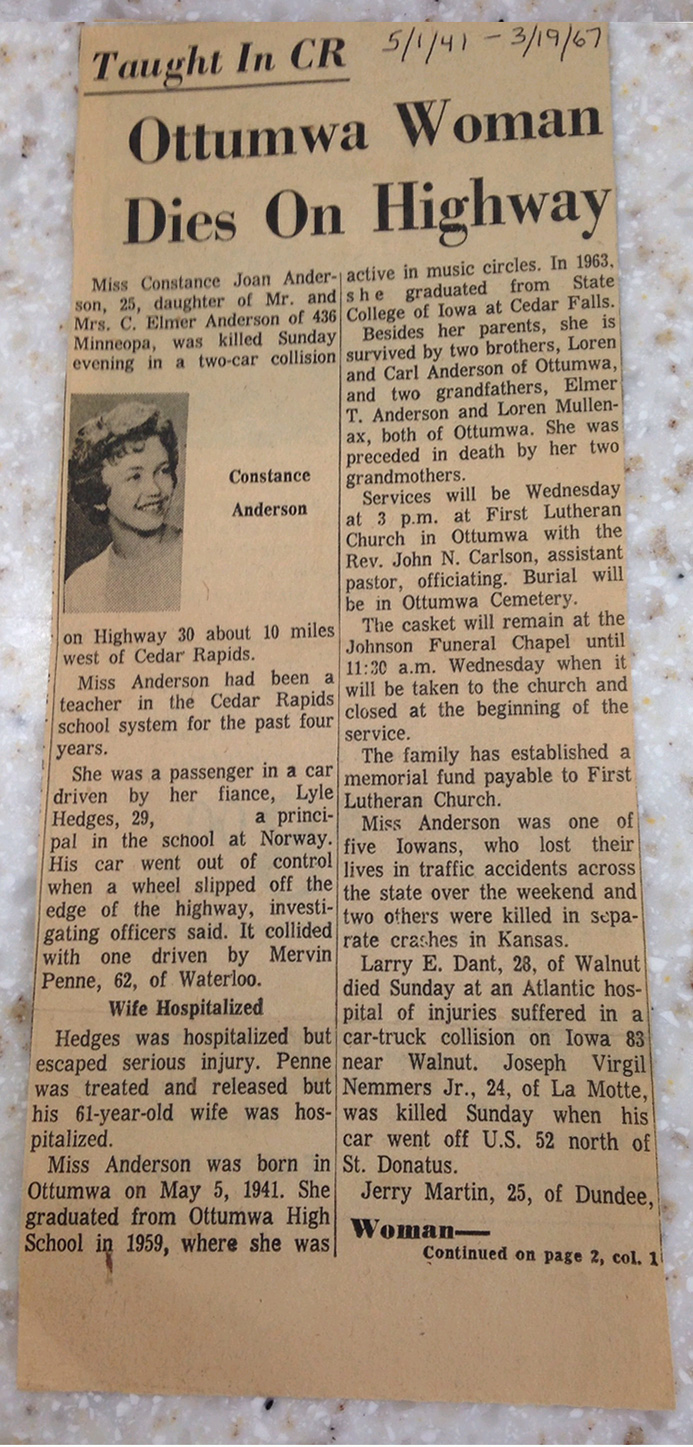 Taught In CR
5/1/41 - 3/19/67
Ottumwa Woman
Dies On Highway
Miss Constance Joan Ander-
son, 25, daughter of Mr. and
Mrs. C. Elmer Anderson of 436
Minneopa, was killed Sunday
evening in a two-car collision
Constance
Anderson
on Highway 30 about 10 miles
west of Cedar Rapids.
Miss Anderson had been a
teacher in the Cedar Rapids
school system for the past four
years.
She was a passenger in a car
driven by her fiance, Lyle
Hedges, 29, a princi-
pal in the school at Norway.
His car went out of control
when a wheel slipped off the
edge of the highway, investi-
gating officers said. It collided
with one driven by Mervin
Penne, 62, of Waterloo.
Wife Hospitalized
Hedges was hospitalized but
escaped serious injury. Penne
was treated and released but
his 61-year-old wife was hos-
pitalized.
Miss Anderson was born in
Ottumwa on May 5, 1941. She
graduated from Ottumwa High
School in 1959, where she was
active in music circles. In 1963,
she graduated from State
College of Iowa at Cedar Falls.
Besides her parents, she is
survived by two brothers, Loren
and Carl Anderson of Ottumwa,
and two grandfathers, Elmer
T. Anderson and Loren Mullen-
ax, both of Ottumwa. She was
preceded in death by her two
grandmothers.
Services will be Wednesday
at 3 p.m. at First Lutheran
Church in Ottumwa with the
Rev. John N. Carlson, assistant
pastor, officiating. Burial will
be in Ottumwa Cemetery.
The casket will remain at the
Johnson Funeral Chapel until
11:30 a.m. Wednesday when it
will be taken to the church and
closed at the beginning of the
service.
The family has established a
memorial fund payable to First
Lutheran Church.
Miss Anderson was one of
five Iowans, who lost their
lives in traffic accidents across
the state over the weekend and
two others were killed in sepa-
rate crashes in Kansas.
Larry E. Dant, 28, of Walnut
died Sunday at an Atlantic hos-
pital of injuries suffered in a
car-truck collision on Iowa 83
near Walnut. Joseph Virgil
Nemmers Jr., 24, of La Motte,
was killed Sunday when his
car went off U.S. 52 north of
St. Donatus.
Jerry Martin, 25, of Dundee,
Woman—
Continued on page 2, col. 1